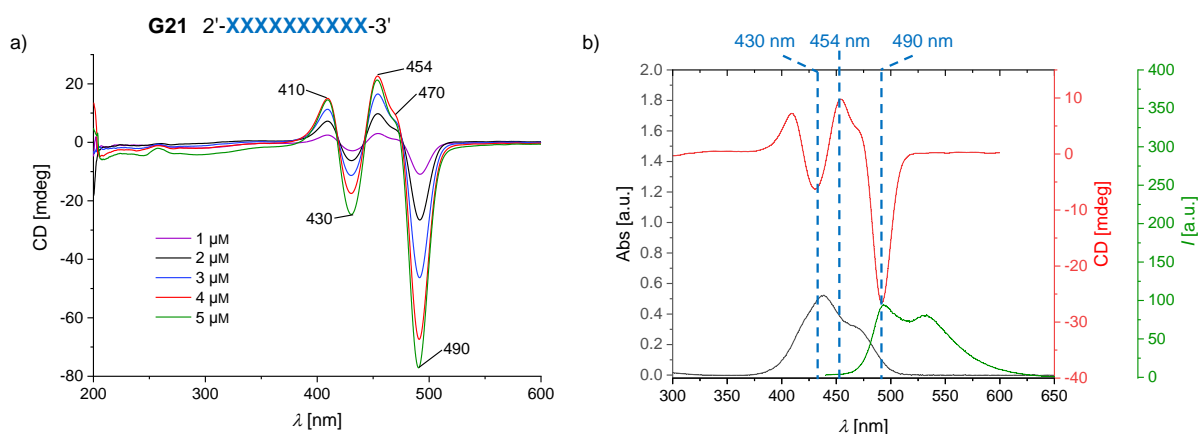 G21 2'-XXXXXXXXXX-3'
a)
20
0
-20
-40
-60
-80
CD [mdeg]
410
454
470
430
490
1 µM
2 µM
3 µM
4 µM
5 µM
200
300
400
500
600
λ [nm]
b)
430 nm
454 nm
490 nm
2.0
1.8
1.6
1.4
1.2
1.0
0.8
0.6
0.4
0.2
0.0
Abs [a.u.]
10
0
-10
-20
-30
-40
CD [mdeg]
400
350
300
250
200
150
100
50
0
I [a.u.]
300
350
400
450
500
550
600
650
λ [nm]